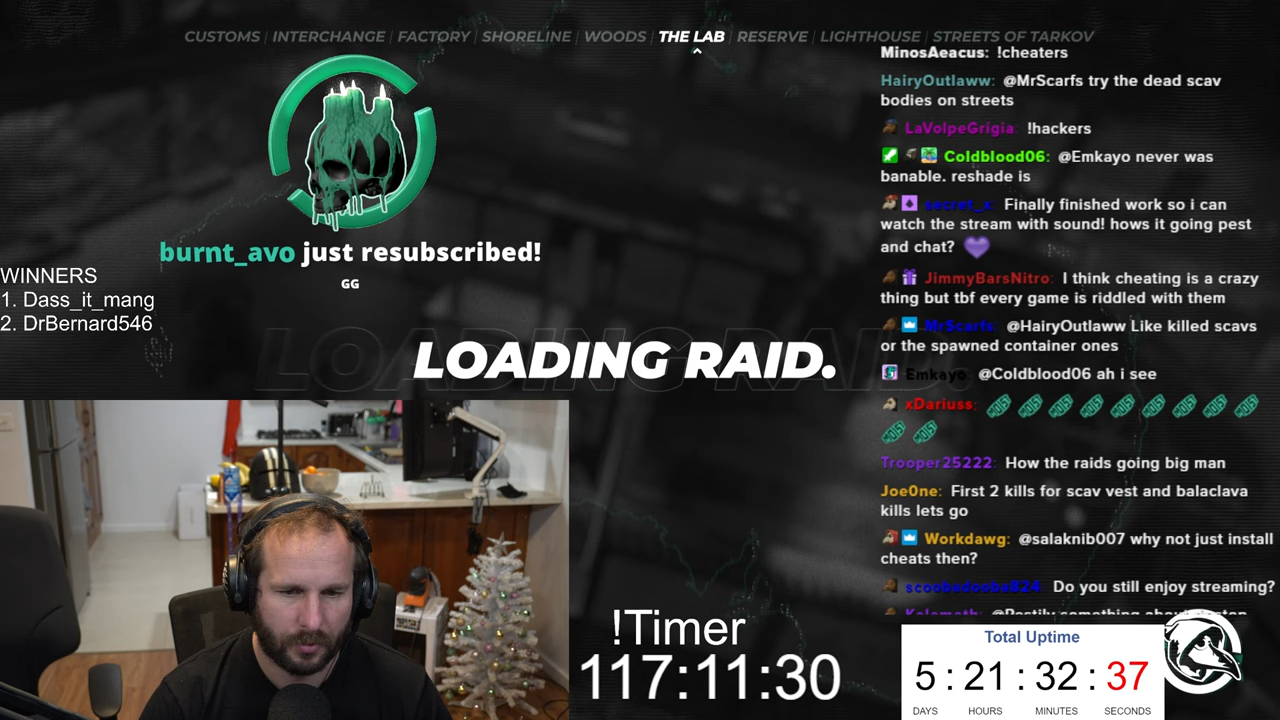 CUSTOMS | INTERCHANGE | FACTORY | SHORELINE | WOODS | THE LAB | RESERVE | LIGHTHOUSE | STREETS OF TARKOV
burnt_avo just resubscribed!
GG
WINNERS
1. Dass_it_mang
2. DrBernard546
LOADING RAID.
MinosAeacus: !cheaters
HairyOutlaww: @MrScarfs try the dead scav
bodies on streets
LaVolpeGrigia: !hackers
Coldblood06: @Emkayo never was
banable. reshade is
secret_x: Finally finished work so i can
watch the stream with sound! hows it going pest
and chat?
JimmyBarsNitro: I think cheating is a crazy
thing but tbf every game is riddled with them
MrScarfs: @HairyOutlaww Like killed scavs
or the spawned container ones
Emkayo: @Coldblood06 ah i see
xDariuss:
Trooper25222: How the raids going big man
Joe0ne: First 2 kills for scav vest and balaclava
kills lets go
Workdawg: @salaknib007 why not just install
cheats then?
scoobadooba824: Do you still enjoy streaming?
!Timer
117:11:30
Total Uptime
5 : 21 : 32 : 37
DAYS HOURS MINUTES SECONDS